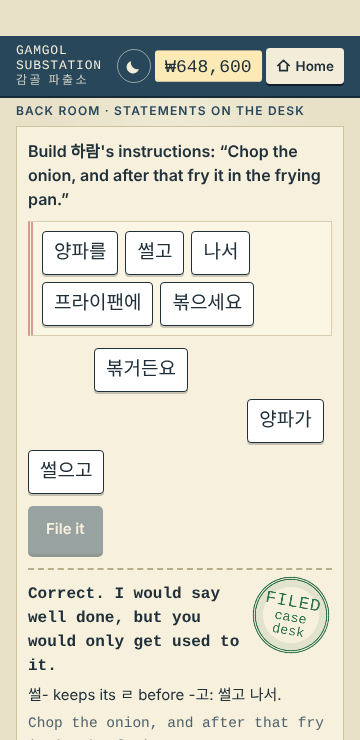 GAMGOL
SUBSTATION
감골 파출소
₩648,600
Home
BACK ROOM · STATEMENTS ON THE DESK
Build 하람's instructions: “Chop the
onion, and after that fry it in the frying
pan.”
양파를 썰고 나서
프라이팬에 볶으세요
볶거든요
양파가
썰으고
File it
Correct. I would say
well done, but you
would only get used to
it.
FILED
case
desk
썰- keeps its ㄹ before -고: 썰고 나서.
Chop the onion, and after that fry